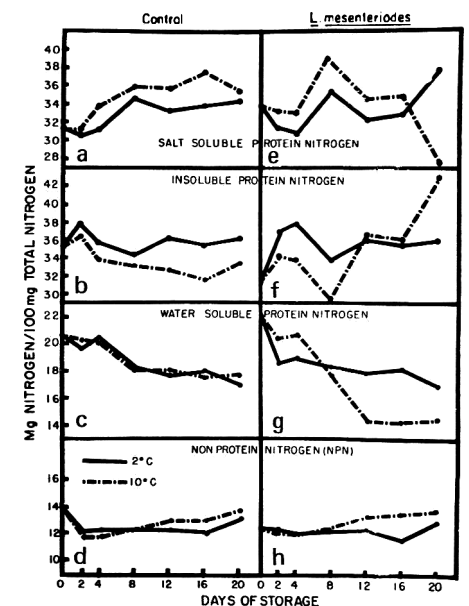 Control
L. mesenteriodes
Mg NITROGEN/100 mg TOTAL NITROGEN
40
38
36
34
32
30
28
a
e
SALT SOLUBLE PROTEIN NITROGEN
42
40
38
36
34
32
30
INSOLUBLE PROTEIN NITROGEN
b
f
22
20
18
16
14
WATER SOLUBLE PROTEIN NITROGEN
c
g
NON PROTEIN NITROGEN (NPN)
2°C
10°C
16
14
12
10
d
h
0 2 4 8 12 16 20 0 2 4 8 12 16 20
DAYS OF STORAGE